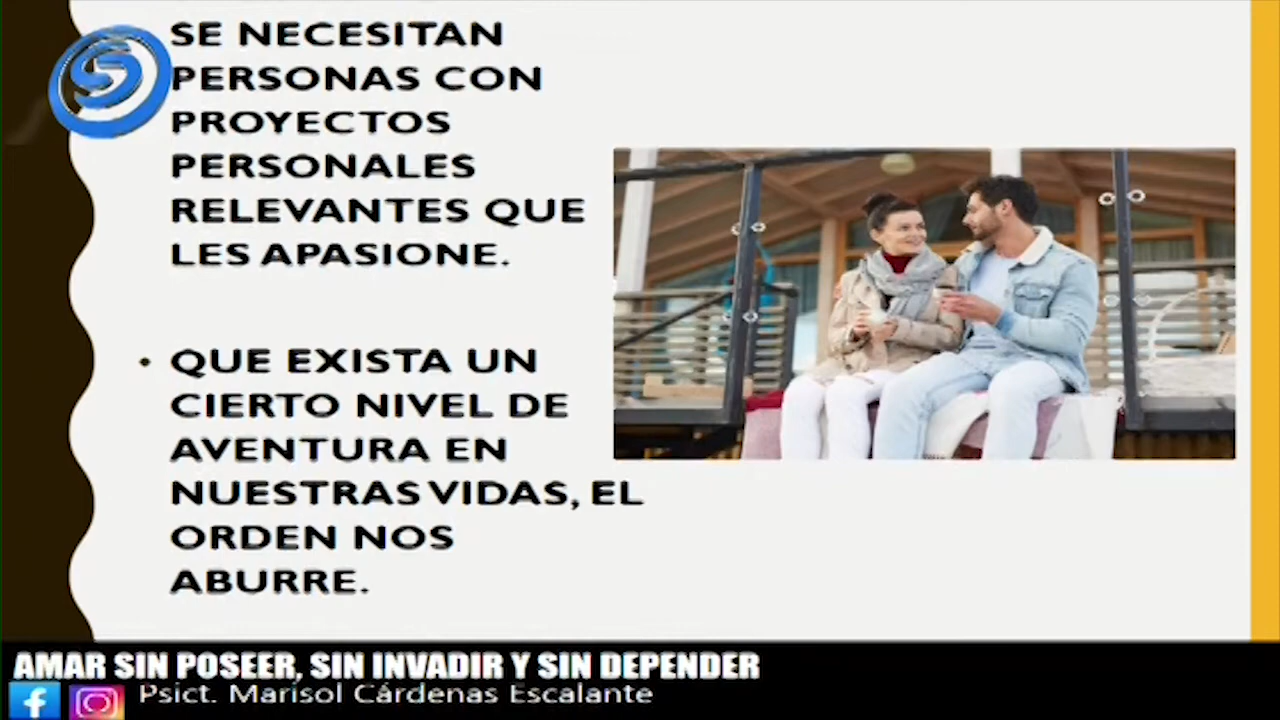 SE NECESITAN
PERSONAS CON
PROYECTOS
PERSONALES
RELEVANTES QUE
LES APASIONE.
• QUE EXISTA UN
CIERTO NIVEL DE
AVENTURA EN
NUESTRAS VIDAS, EL
ORDEN NOS
ABURRE.
AMAR SIN POSEER, SIN INVADIR Y SIN DEPENDER
Psict. Marisol Cárdenas Escalante